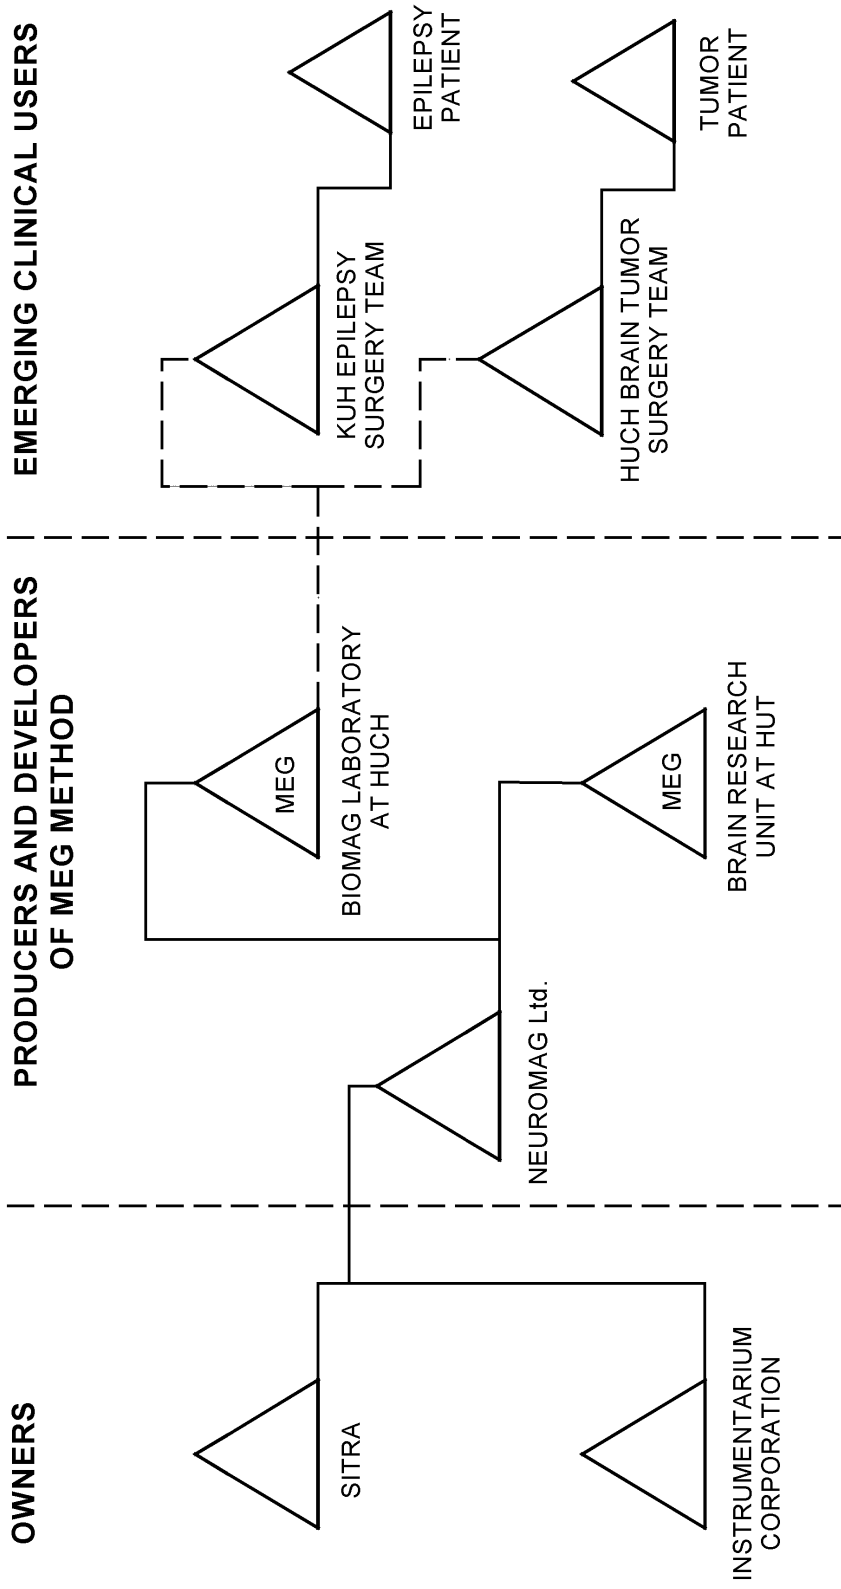 OWNERS
PRODUCERS AND DEVELOPERS
OF MEG METHOD
EMERGING CLINICAL USERS
SITRA
INSTRUMENTARIUM
CORPORATION
NEUROMAG Ltd.
MEG
BIOMAG LABORATORY
AT HUCH
MEG
BRAIN RESEARCH
UNIT AT HUT
KUH EPILEPSY
SURGERY TEAM
HUCH BRAIN TUMOR
SURGERY TEAM
EPILEPSY
PATIENT
TUMOR
PATIENT